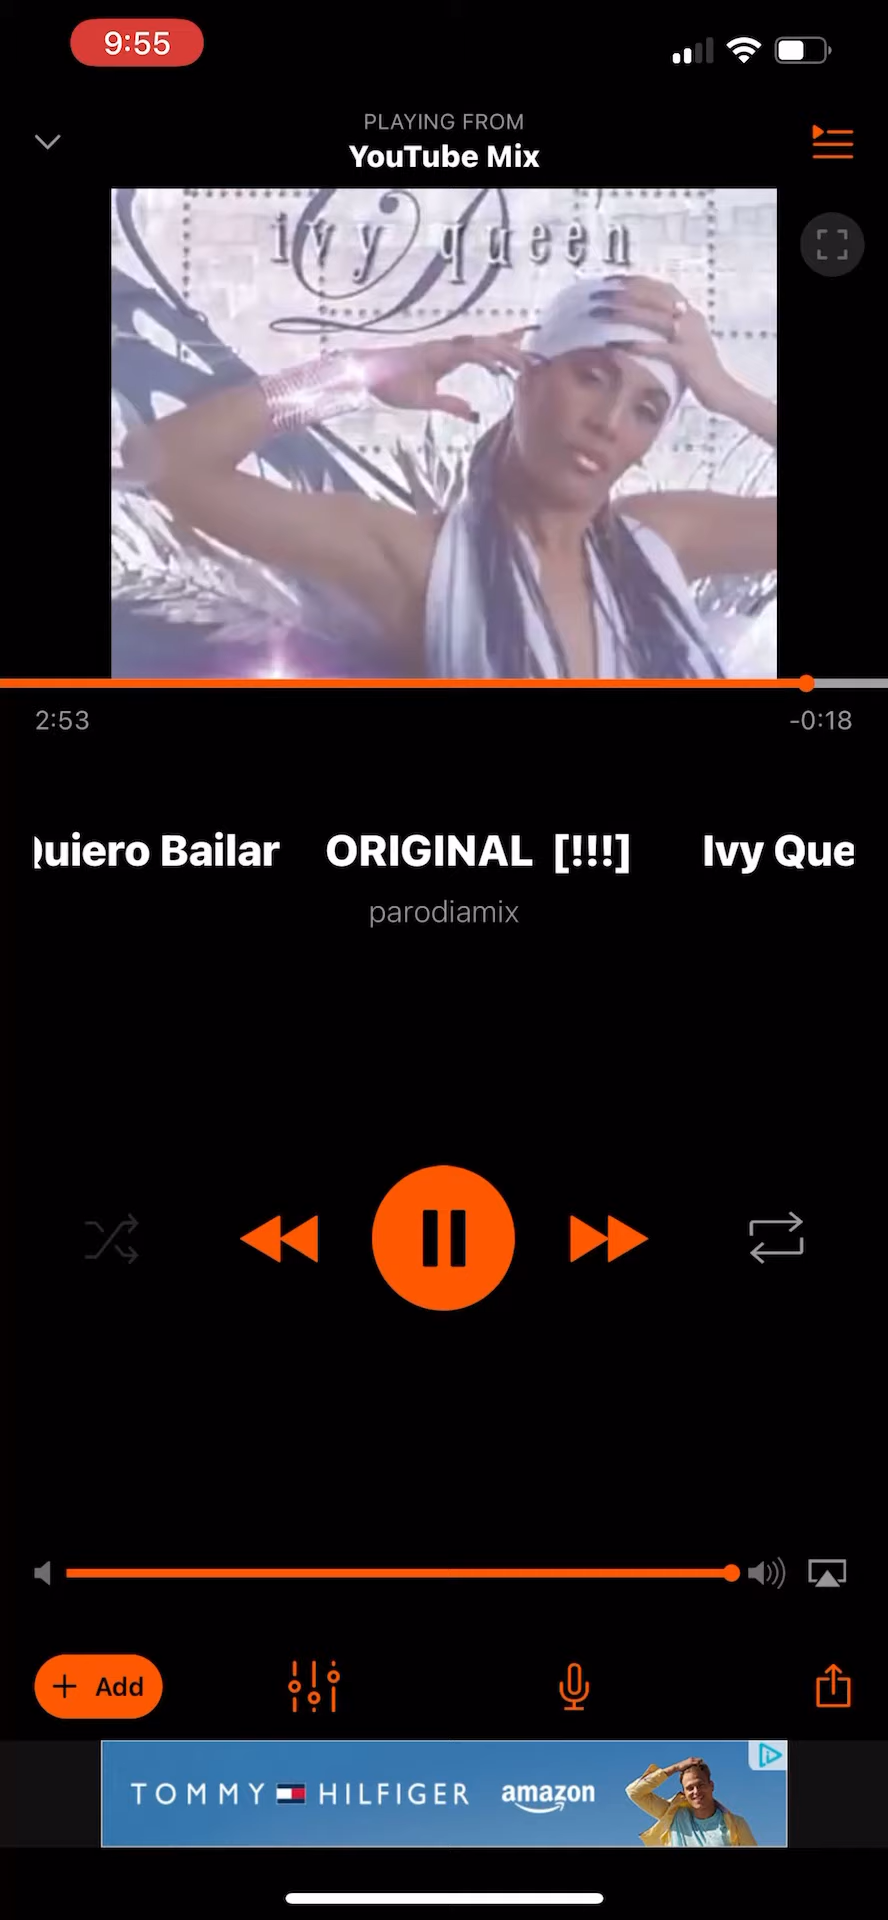 9:55
PLAYING FROM
YouTube Mix
ivy queen
2:53 -0:18
Quiero Bailar ORIGINAL [!!!] Ivy Que
parodiamix
+ Add
TOMMY HILFIGER amazon